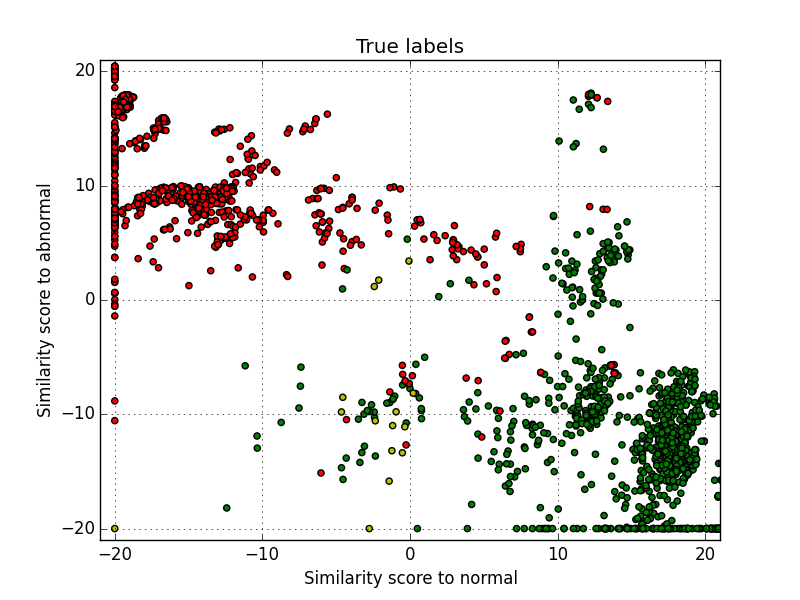 True labels
20
10
0
−10
−20
Similarity score to abnormal
−20 −10 0 10 20
Similarity score to normal